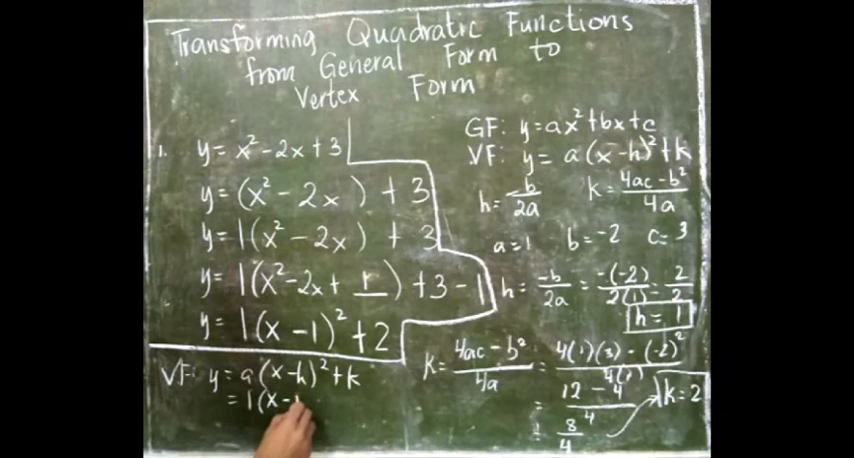 Transforming Quadratic Functions
from General Form to
Vertex Form
1. y = x² - 2x + 3
y = (x² - 2x ) + 3
y = 1(x² - 2x ) + 3
y = 1(x² - 2x + 1 ) + 3 - 1
y = 1(x - 1)² + 2
VF: y = a(x-h)² + k
= 1(x -
GF: y = ax² + bx + c
VF: y = a(x-h)² + k
h = -b/2a k = 4ac - b²/4a
a = 1 b = -2 c = 3
h = -b/2a = -(-2)/2(1) = 2/2
h = 1
k = 4ac - b²/4a = 4(1)(3) - (-2)²/4(1)
= 12 - 4/4
= 8/4
k = 2